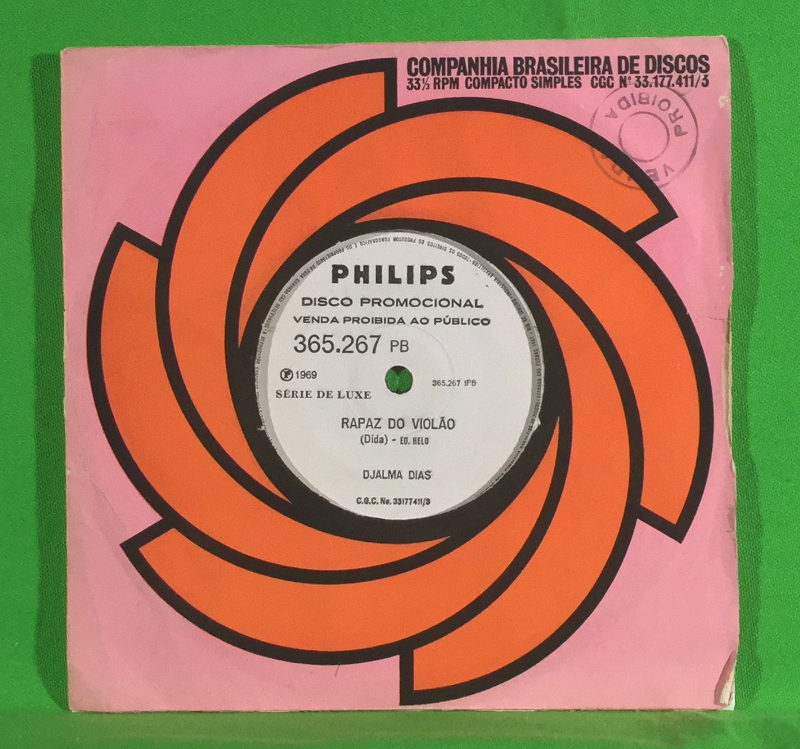 COMPANHIA BRASILEIRA DE DISCOS
33⅓ RPM COMPACTO SIMPLES CGC Nº 33.177.411/3
PROIBIDA
PHILIPS
DISCO PROMOCIONAL
VENDA PROIBIDA AO PÚBLICO
365.267 PB
Ⓟ 1969
365.267 1PB
SÉRIE DE LUXE
RAPAZ DO VIOLÃO
(Dida) - ED. HELO
DJALMA DIAS
C.G.C. No. 33177411/3